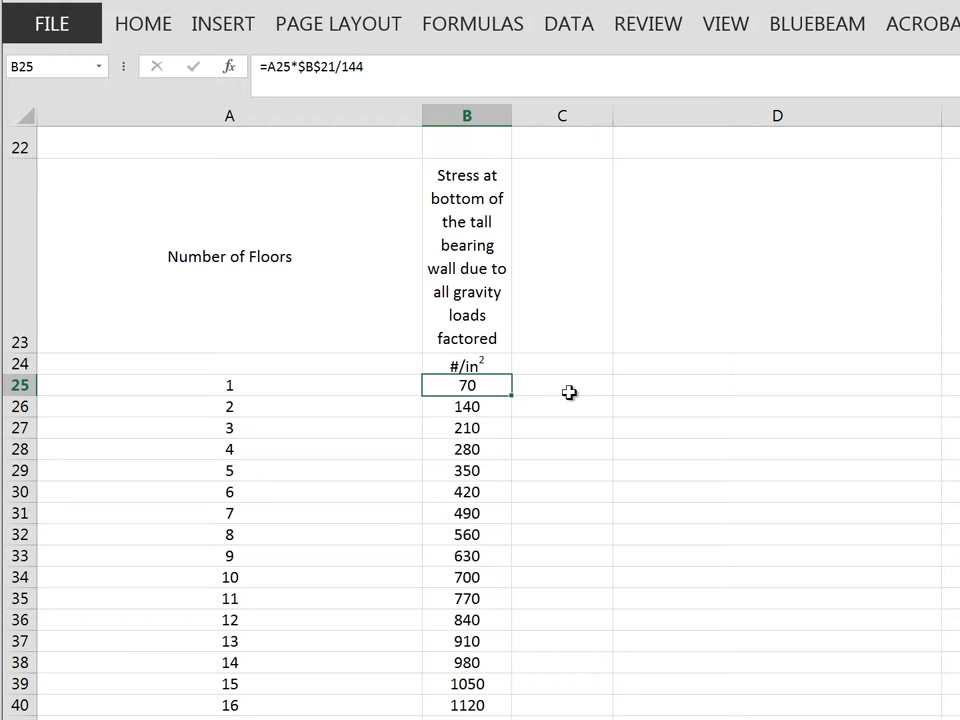 FILE HOME INSERT PAGE LAYOUT FORMULAS DATA REVIEW VIEW BLUEBEAM ACROBA
B25 fx =A25*$B$21/144
A B C D
22
Stress at
bottom of
the tall
bearing
Number of Floors wall due to
all gravity
loads
23 factored
24 #/in²
25 1 70
26 2 140
27 3 210
28 4 280
29 5 350
30 6 420
31 7 490
32 8 560
33 9 630
34 10 700
35 11 770
36 12 840
37 13 910
38 14 980
39 15 1050
40 16 1120